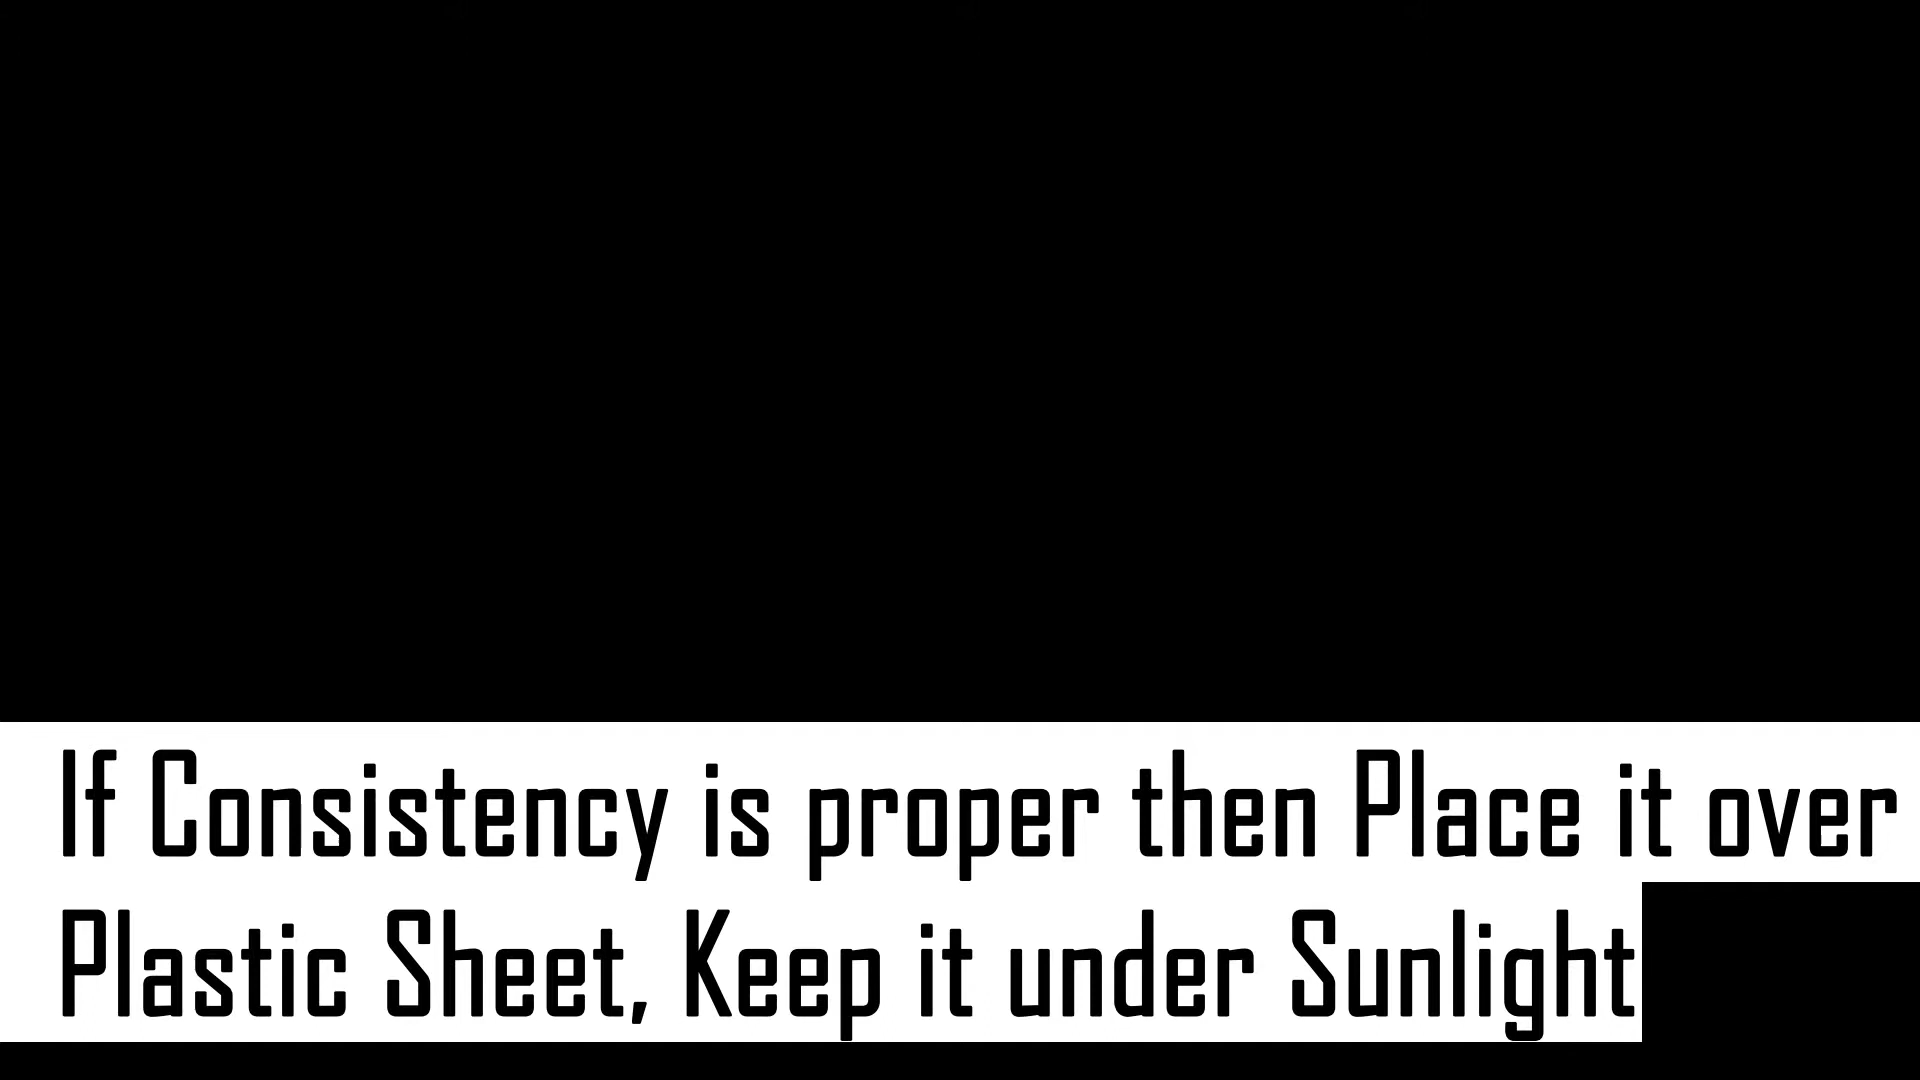 If Consistency is proper then Place it over
Plastic Sheet, Keep it under Sunlight